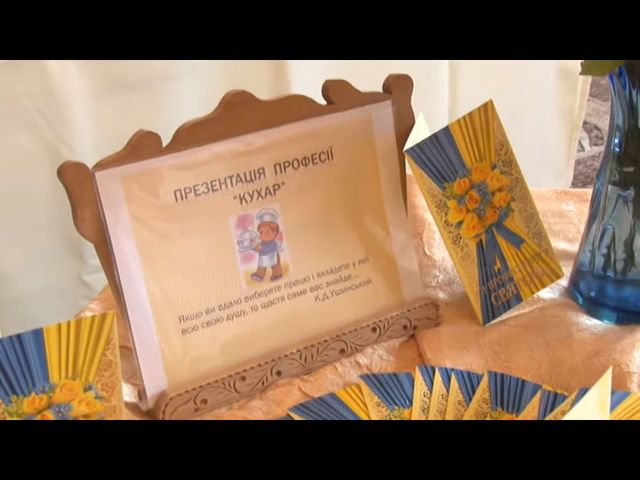 ПРЕЗЕНТАЦІЯ ПРОФЕСІЇ
"КУХАР"
Якщо ви вдало виберете працю і вкладете у неї
всю свою душу, то щастя саме вас знайде...
К.Д.Ушинський